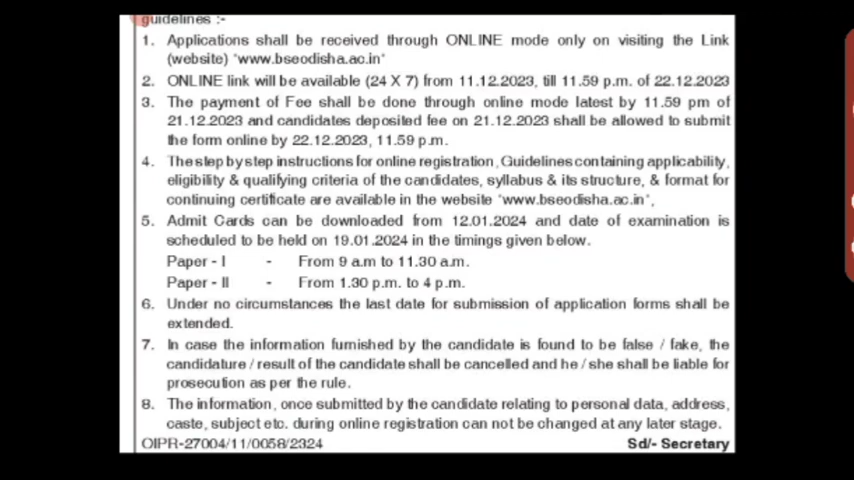 guidelines :-
1. Applications shall be received through ONLINE mode only on visiting the Link
(website) "www.bseodisha.ac.in"
2. ONLINE link will be available (24 X 7) from 11.12.2023, till 11.59 p.m. of 22.12.2023
3. The payment of Fee shall be done through online mode latest by 11.59 pm of
21.12.2023 and candidates deposited fee on 21.12.2023 shall be allowed to submit
the form online by 22.12.2023, 11.59 p.m.
4. The step by step instructions for online registration, Guidelines containing applicability,
eligibility & qualifying criteria of the candidates, syllabus & its structure, & format for
continuing certificate are available in the website "www.bseodisha.ac.in",
5. Admit Cards can be downloaded from 12.01.2024 and date of examination is
scheduled to be held on 19.01.2024 in the timings given below.
Paper - I - From 9 a.m to 11.30 a.m.
Paper - II - From 1.30 p.m. to 4 p.m.
6. Under no circumstances the last date for submission of application forms shall be
extended.
7. In case the information furnished by the candidate is found to be false / fake, the
candidature / result of the candidate shall be cancelled and he / she shall be liable for
prosecution as per the rule.
8. The information, once submitted by the candidate relating to personal data, address,
caste, subject etc. during online registration can not be changed at any later stage.
OIPR-27004/11/0058/2324 Sd/- Secretary